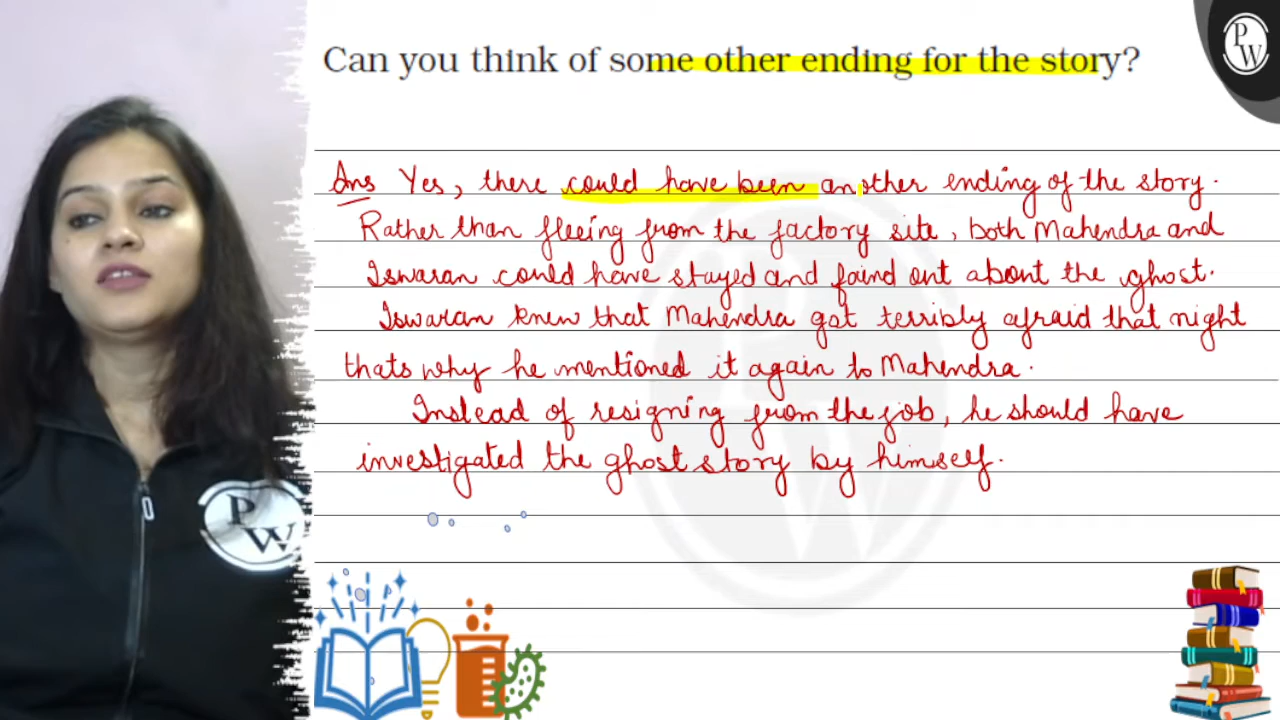 Can you think of some other ending for the story?
Ans Yes, there could have been another ending of the story.
Rather than fleeing from the factory site, both Mahendra and
Iswaran could have stayed and found out about the ghost.
Iswaran knew that Mahendra got terribly afraid that night
thats why he mentioned it again to Mahendra.
Instead of resigning from the job, he should have
investigated the ghost story by himself.
P
W
P
W